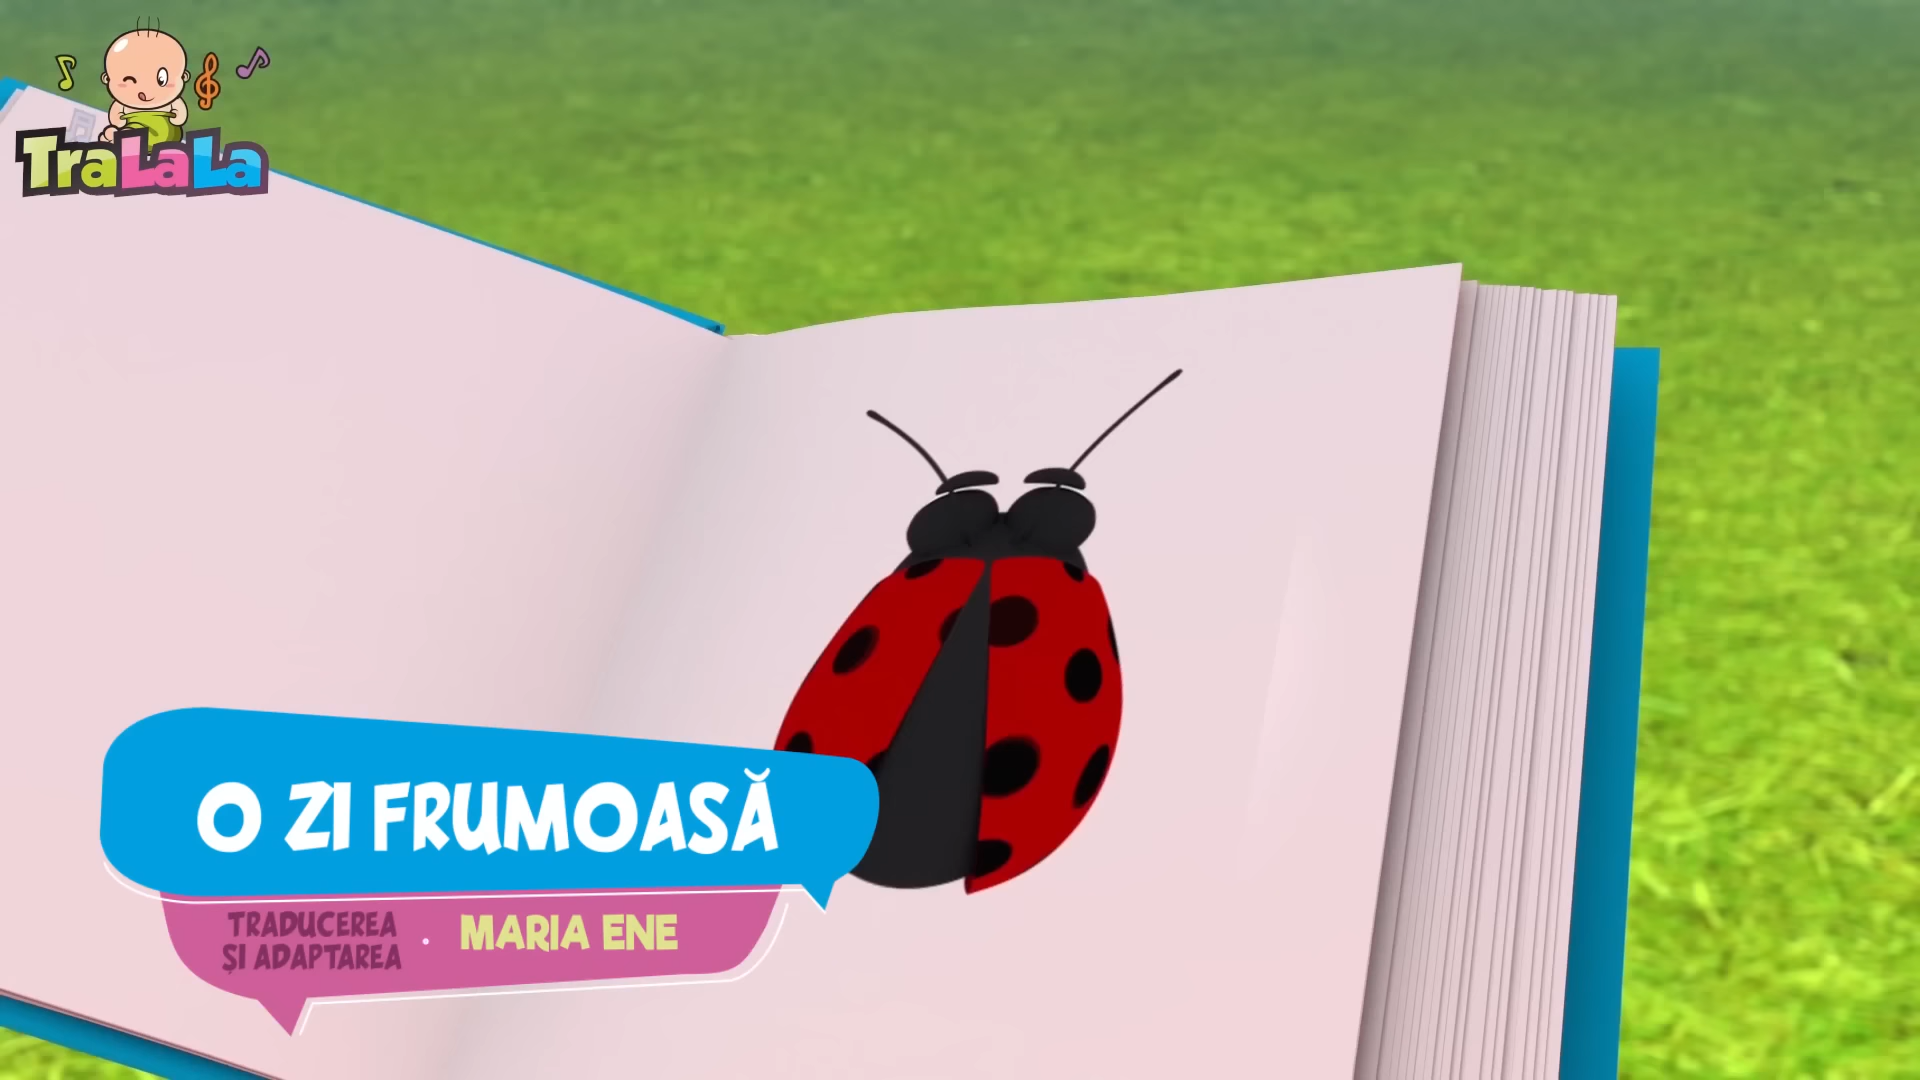 TraLaLa
O ZI FRUMOASĂ
TRADUCEREA
ȘI ADAPTAREA
· MARIA ENE